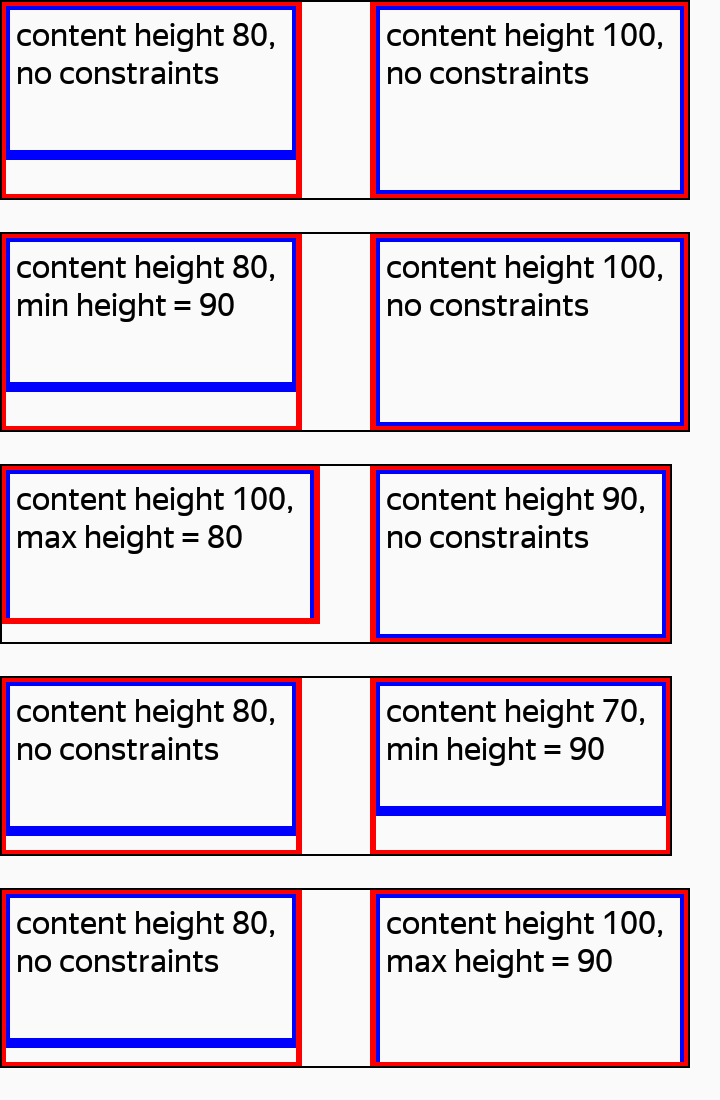 content height 80,
no constraints
content height 100,
no constraints
content height 80,
min height = 90
content height 100,
no constraints
content height 100,
max height = 80
content height 90,
no constraints
content height 80,
no constraints
content height 70,
min height = 90
content height 80,
no constraints
content height 100,
max height = 90